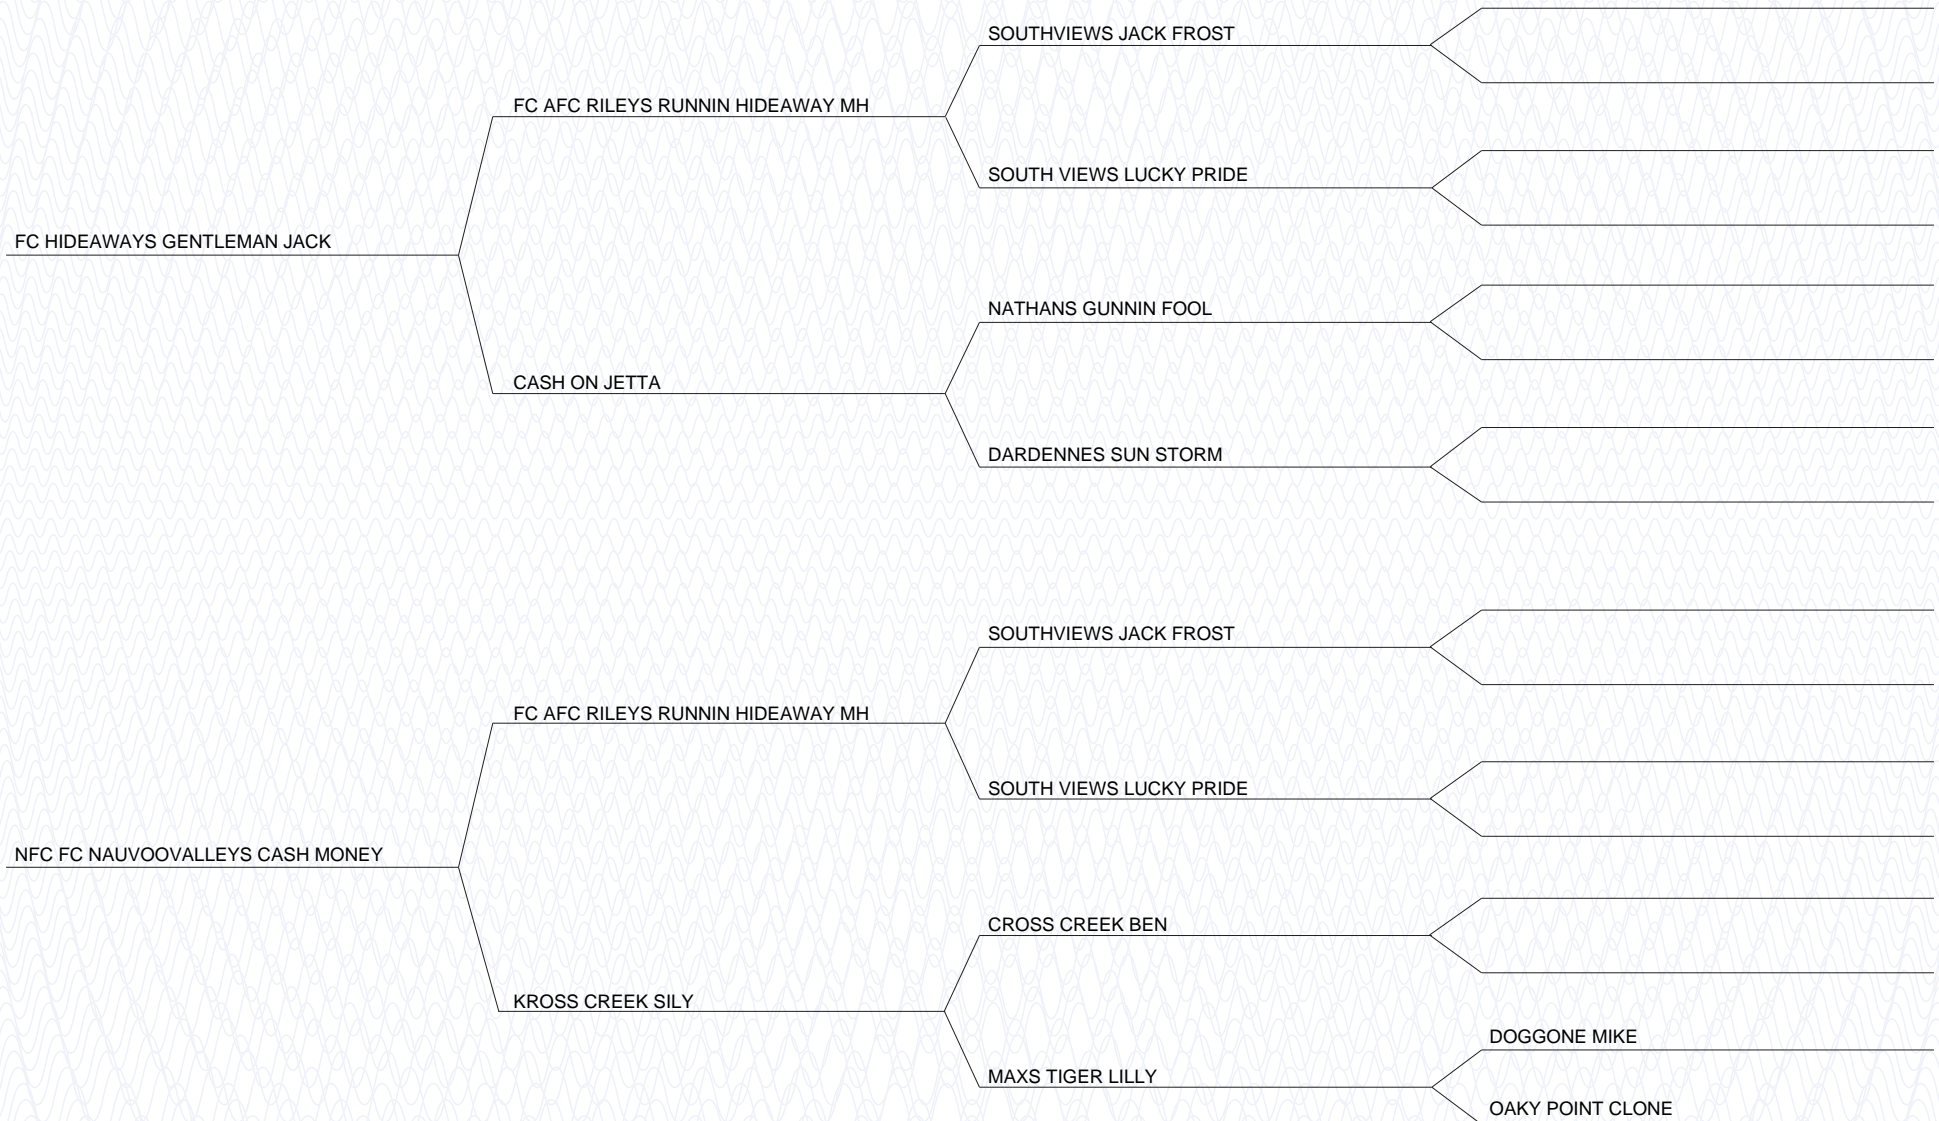 SOUTHVIEWS JACK FROST
FC AFC RILEYS RUNNIN HIDEAWAY MH
SOUTH VIEWS LUCKY PRIDE
FC HIDEAWAYS GENTLEMAN JACK
NATHANS GUNNIN FOOL
CASH ON JETTA
DARDENNES SUN STORM
SOUTHVIEWS JACK FROST
FC AFC RILEYS RUNNIN HIDEAWAY MH
SOUTH VIEWS LUCKY PRIDE
NFC FC NAUVOOVALLEYS CASH MONEY
CROSS CREEK BEN
KROSS CREEK SILY
DOGGONE MIKE
MAXS TIGER LILLY
OAKY POINT CLONE